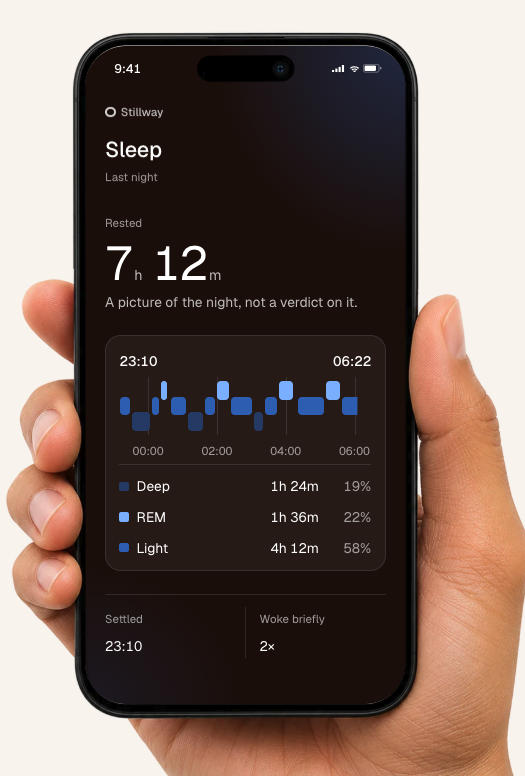 9:41
Stillway
Sleep
Last night
Rested
7h 12m
A picture of the night, not a verdict on it.
23:10 06:22
00:00 02:00 04:00 06:00
Deep 1h 24m 19%
REM 1h 36m 22%
Light 4h 12m 58%
Settled Woke briefly
23:10 2×